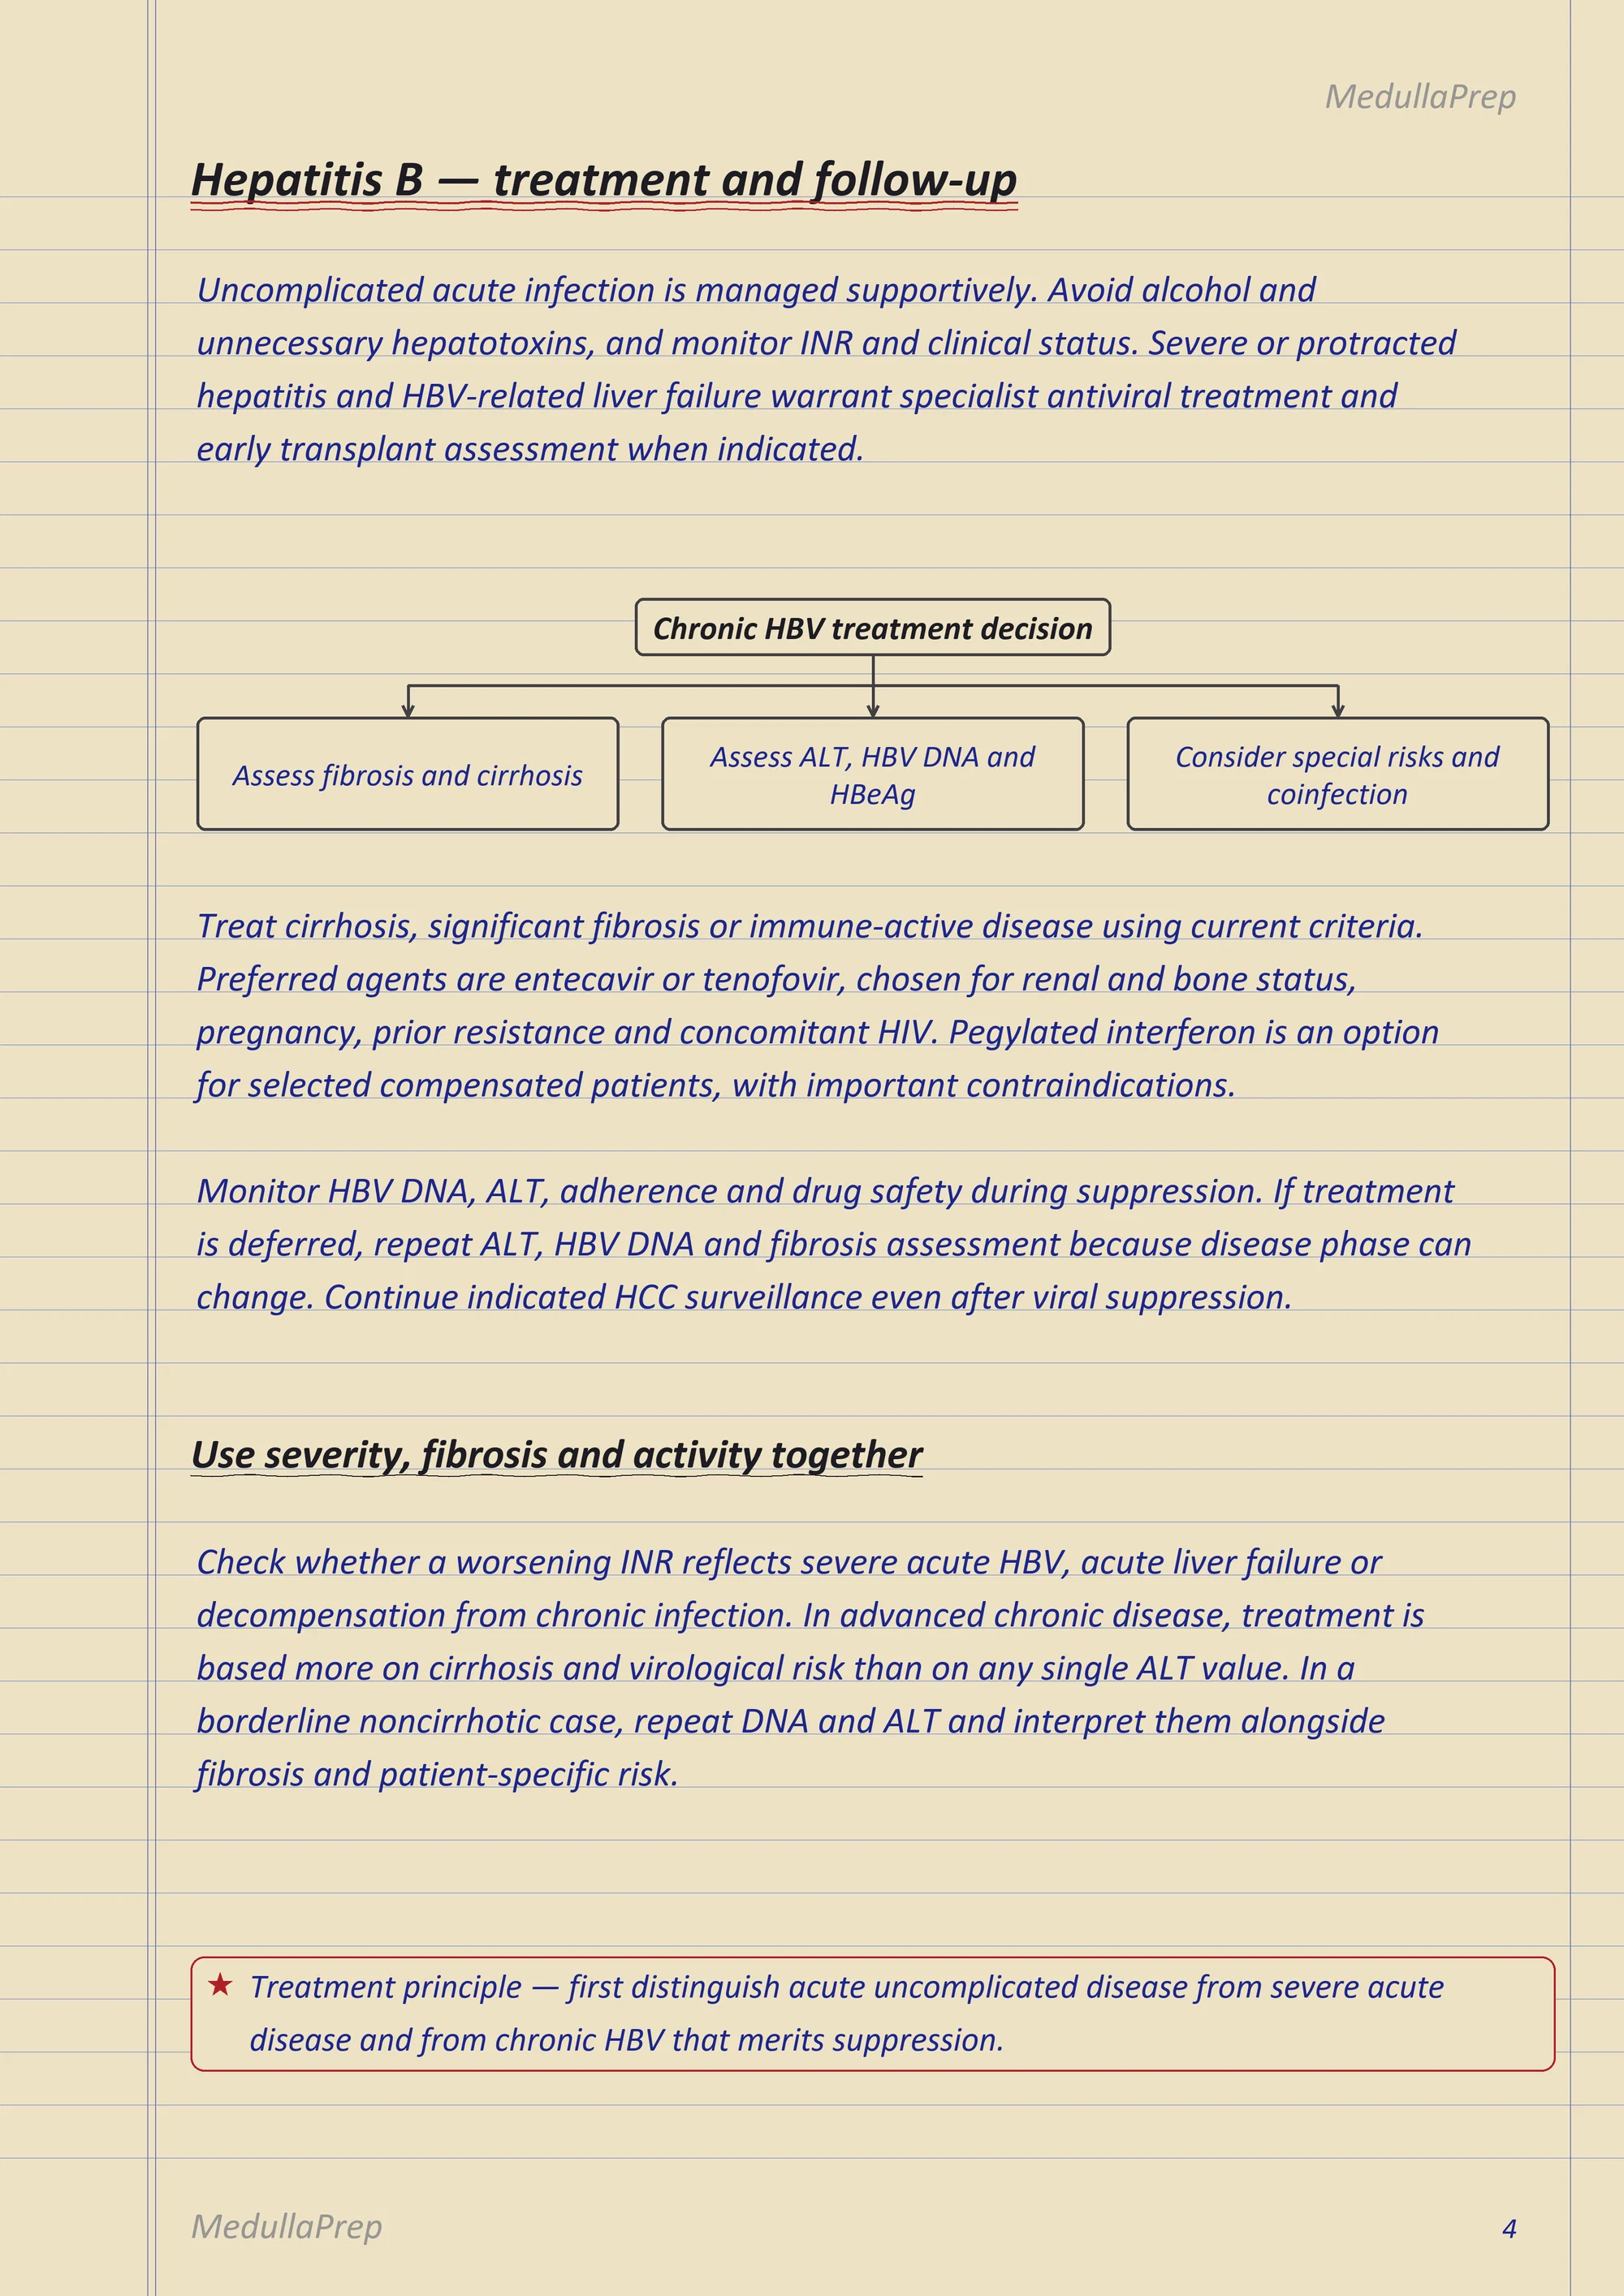 MedullaPrep
Hepatitis B — treatment and follow-up
Uncomplicated acute infection is managed supportively. Avoid alcohol and
unnecessary hepatotoxins, and monitor INR and clinical status. Severe or protracted
hepatitis and HBV-related liver failure warrant specialist antiviral treatment and
early transplant assessment when indicated.
Chronic HBV treatment decision
Assess fibrosis and cirrhosis
Assess ALT, HBV DNA and
HBeAg
Consider special risks and
coinfection
Treat cirrhosis, significant fibrosis or immune-active disease using current criteria.
Preferred agents are entecavir or tenofovir, chosen for renal and bone status,
pregnancy, prior resistance and concomitant HIV. Pegylated interferon is an option
for selected compensated patients, with important contraindications.
Monitor HBV DNA, ALT, adherence and drug safety during suppression. If treatment
is deferred, repeat ALT, HBV DNA and fibrosis assessment because disease phase can
change. Continue indicated HCC surveillance even after viral suppression.
Use severity, fibrosis and activity together
Check whether a worsening INR reflects severe acute HBV, acute liver failure or
decompensation from chronic infection. In advanced chronic disease, treatment is
based more on cirrhosis and virological risk than on any single ALT value. In a
borderline noncirrhotic case, repeat DNA and ALT and interpret them alongside
fibrosis and patient-specific risk.
★ Treatment principle — first distinguish acute uncomplicated disease from severe acute
disease and from chronic HBV that merits suppression.
MedullaPrep
4